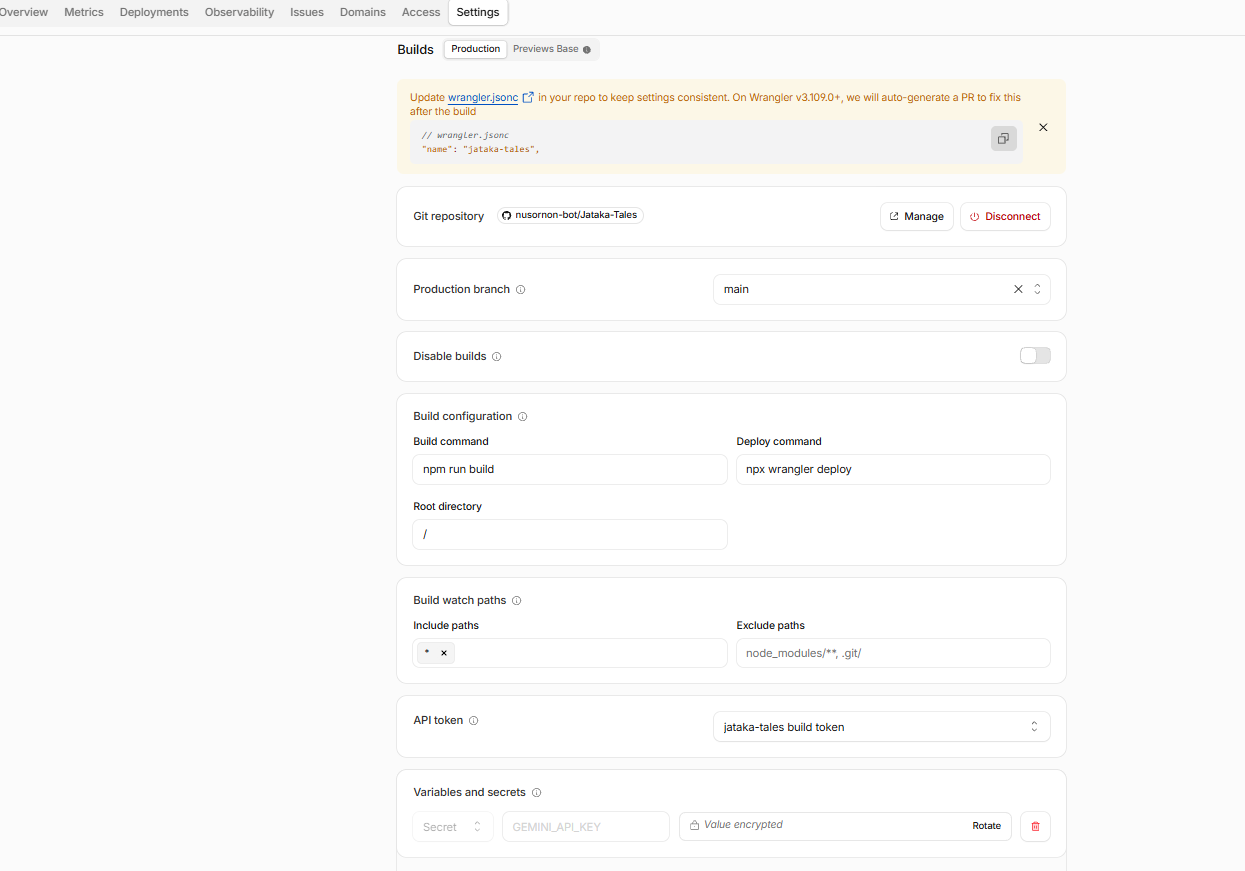 Overview Metrics Deployments Observability Issues Domains Access Settings
Builds Production Previews Base
Update wrangler.jsonc in your repo to keep settings consistent. On Wrangler v3.109.0+, we will auto-generate a PR to fix this
after the build
// wrangler.jsonc
"name": "jataka-tales",
Git repository nusornon-bot/Jataka-Tales Manage Disconnect
Production branch main
Disable builds
Build configuration
Build command Deploy command
npm run build npx wrangler deploy
Root directory
/
Build watch paths
Include paths Exclude paths
* node_modules/**, .git/
API token jataka-tales build token
Variables and secrets
Secret GEMINI_API_KEY Value encrypted Rotate